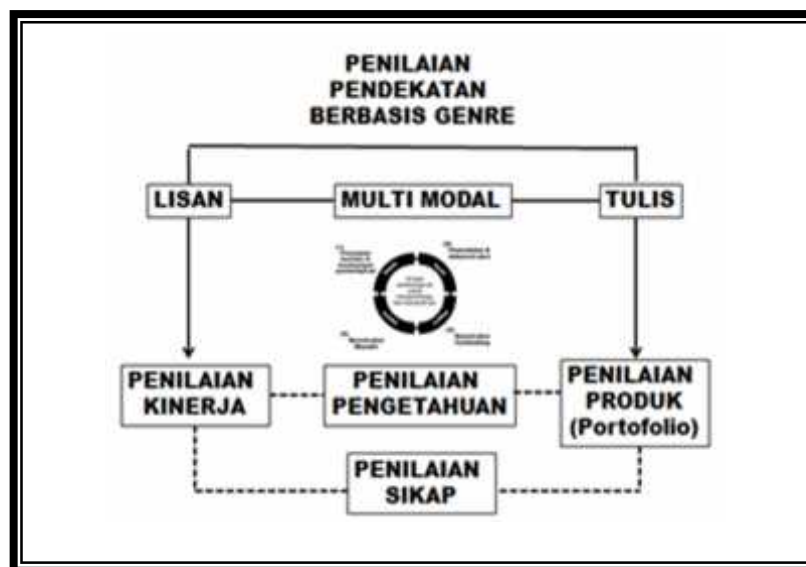 PENILAIAN
PENDEKATAN
BERBASIS GENRE
LISAN
MULTI MODAL
TULIS
PENILAIAN
KINERJA
PENILAIAN
PENGETAHUAN
PENILAIAN
PRODUK
(Portofolio)
PENILAIAN
SIKAP